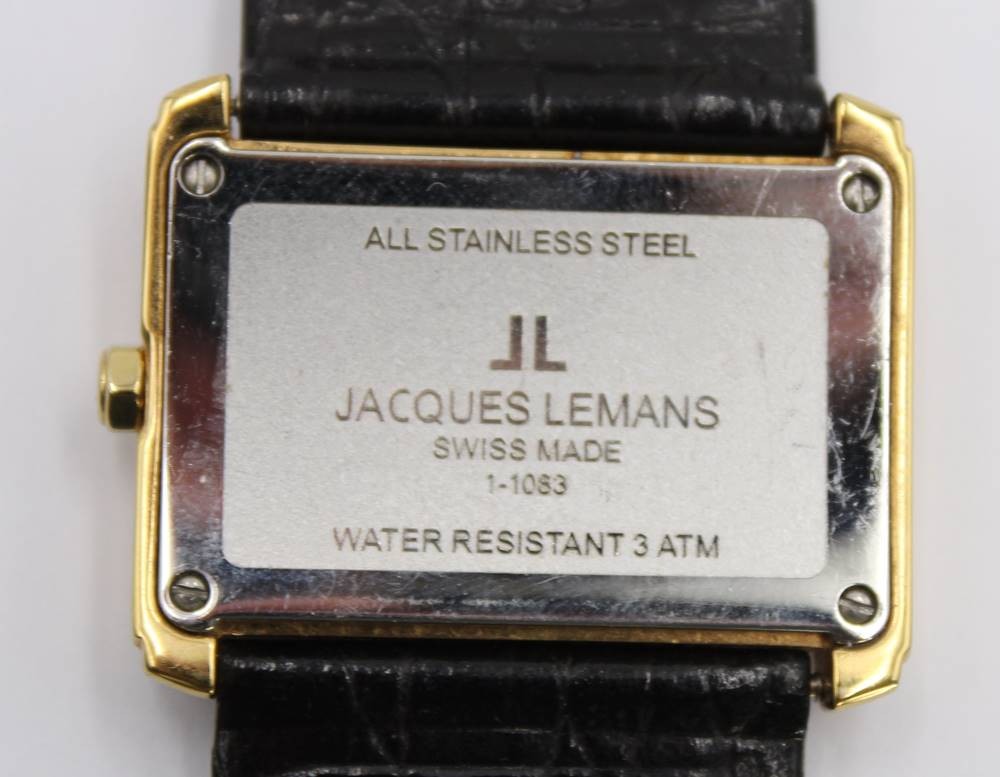 ALL STAINLESS STEEL
JL
JACQUES LEMANS
SWISS MADE
1-1083
WATER RESISTANT 3 ATM